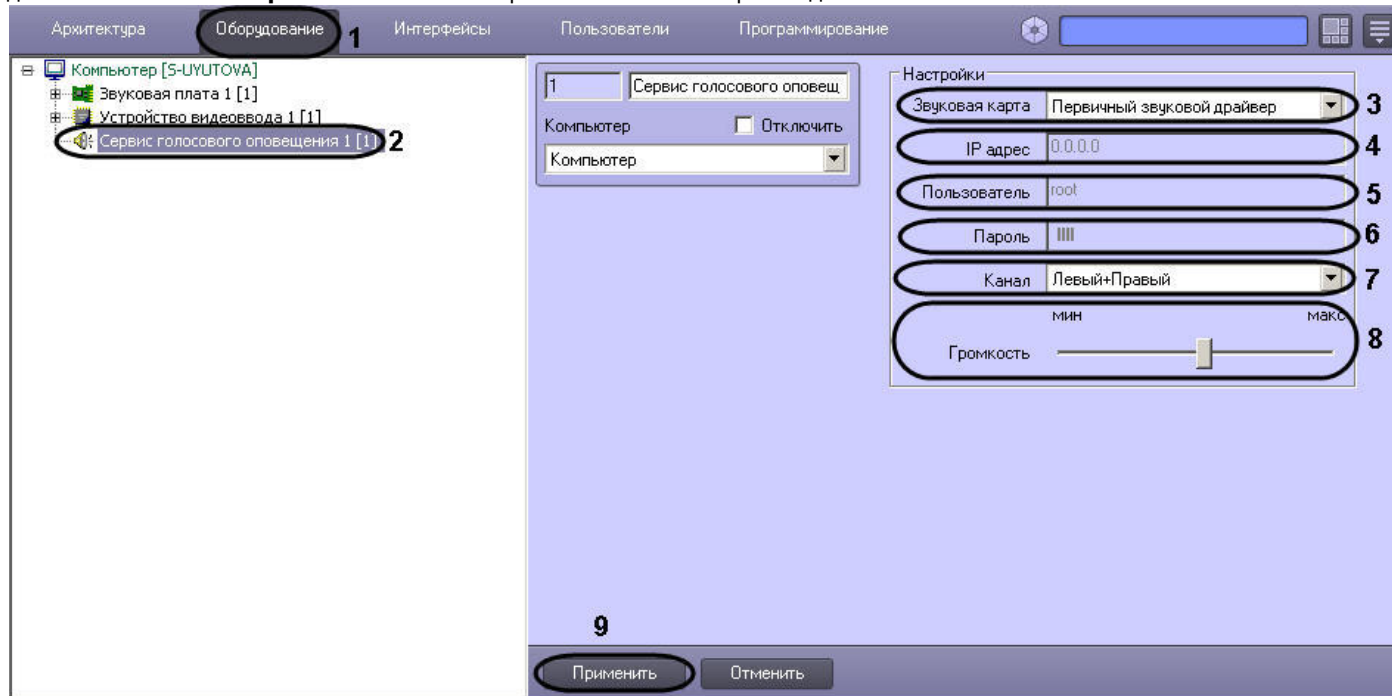 Архитектура Оборудование 1 Интерфейсы Пользователи Программирование
Компьютер [S-UYUTOVA]
Звуковая плата 1 [1]
Устройство видеоввода 1 [1]
Сервис голосового оповещения 1 [1] 2
1 Сервис голосового оповещ
Компьютер Отключить
Компьютер
Настройки
Звуковая карта Первичный звуковой драйвер 3
IP адрес 0.0.0.0 4
Пользователь root 5
Пароль 6
Канал Левый+Правый 7
мин макс
Громкость 8
9
Применить Отменить